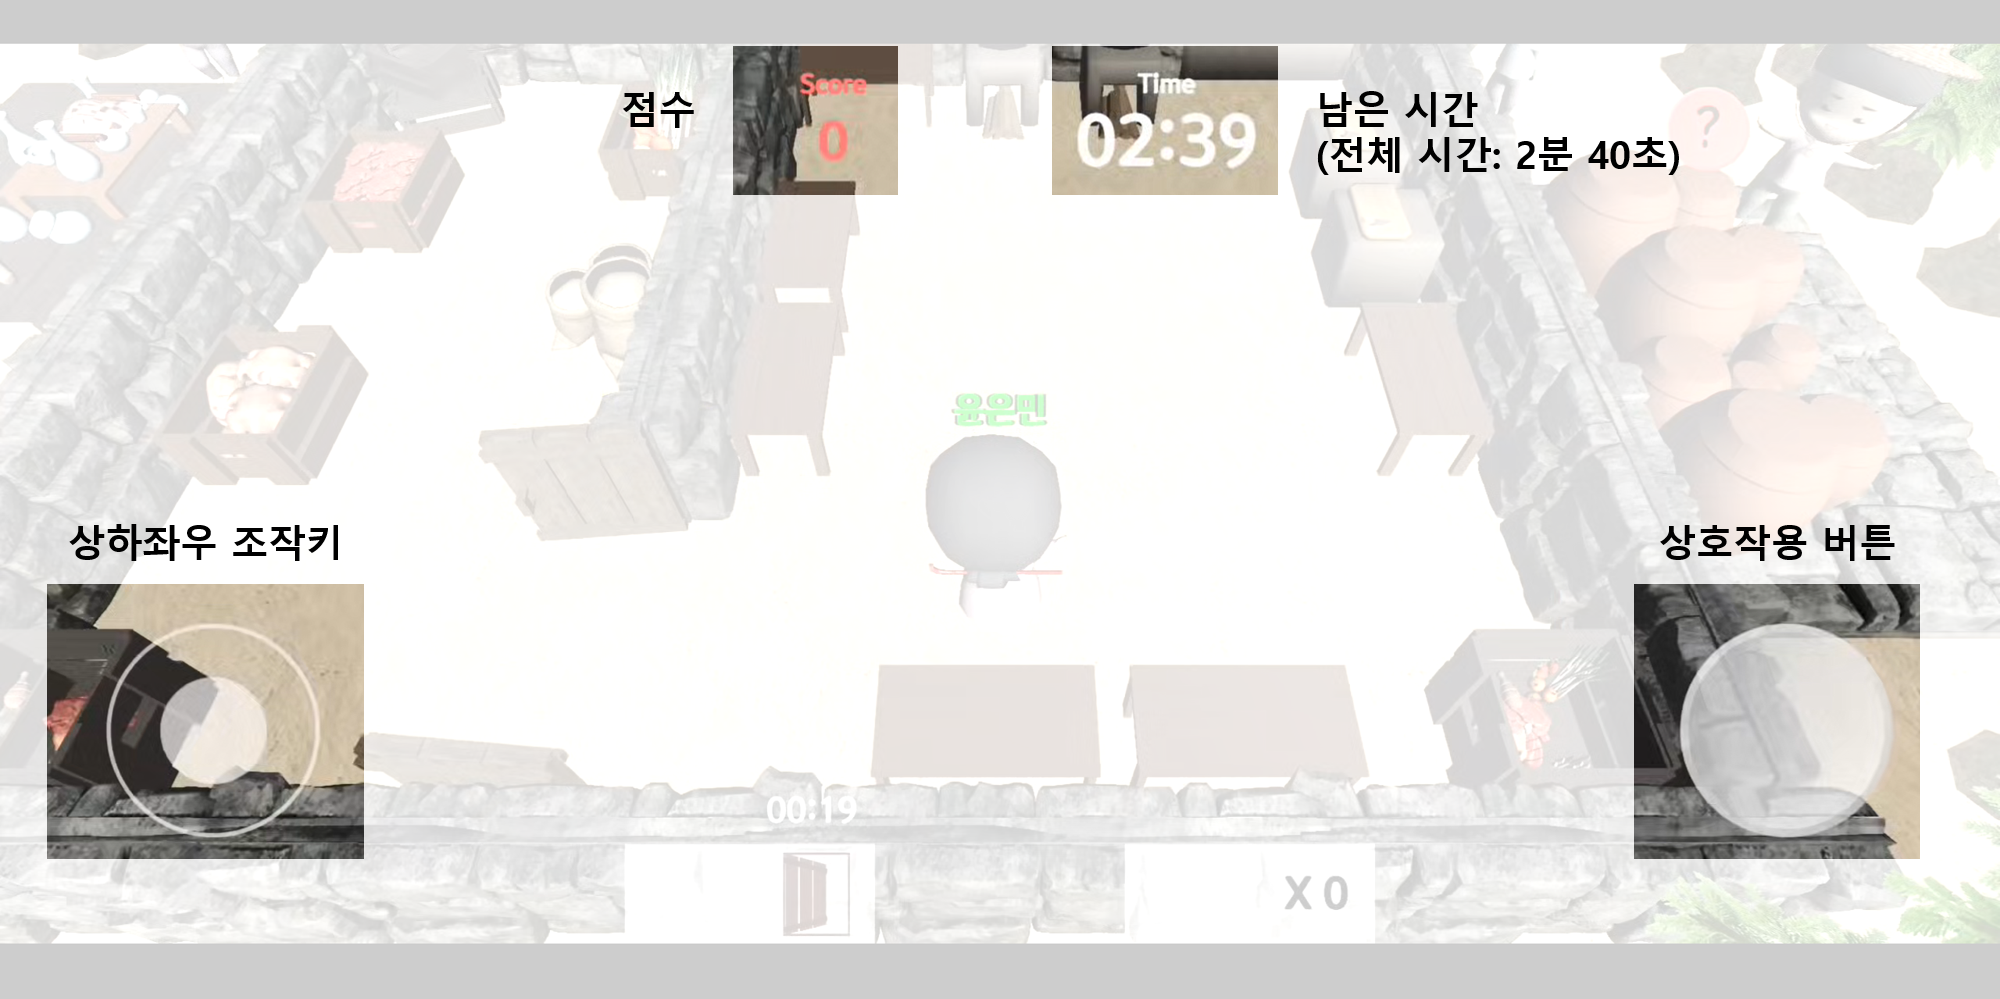 점수
Score
0
Time
02:39
남은 시간
(전체 시간: 2분 40초)
?
윤은민
상하좌우 조작키
상호작용 버튼
00:19
X 0